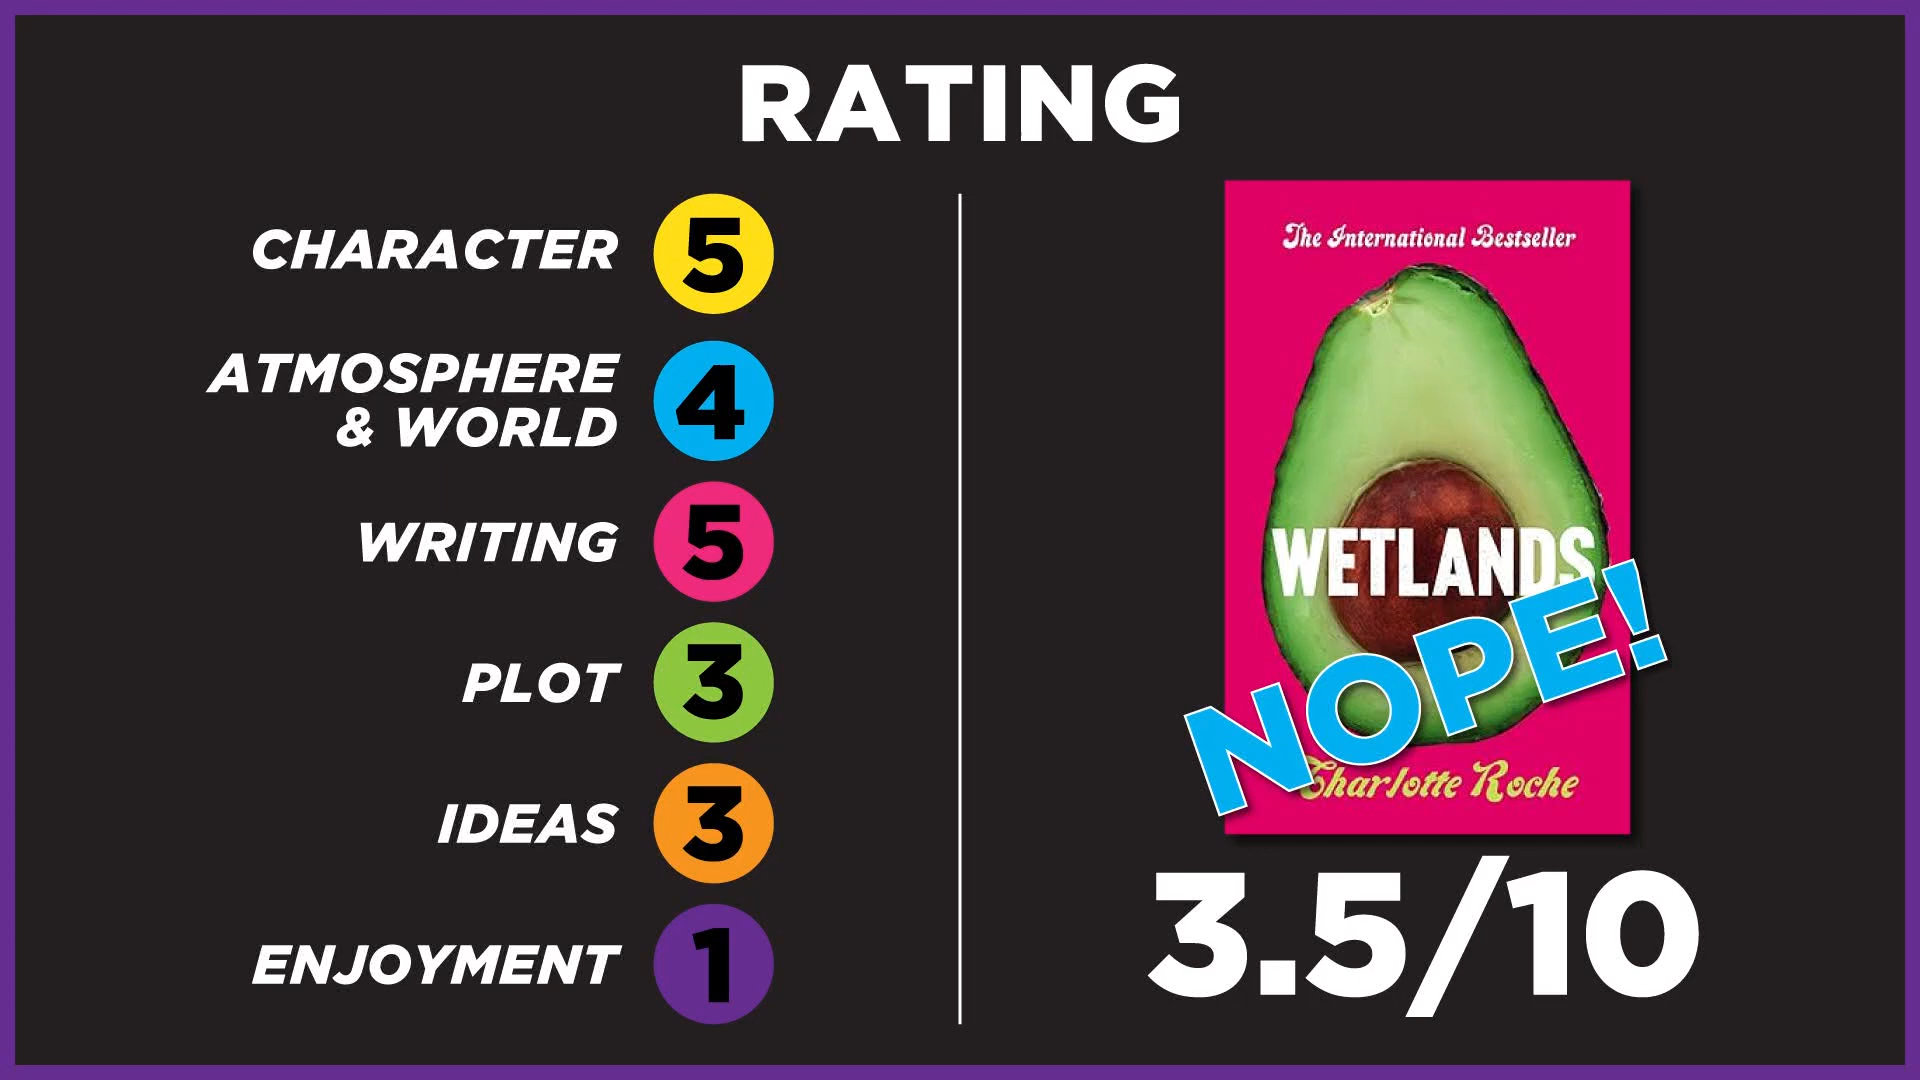 RATING
CHARACTER 5
ATMOSPHERE
& WORLD 4
WRITING 5
PLOT 3
IDEAS 3
ENJOYMENT 1
The International Bestseller
WETLANDS
NOPE!
Charlotte Roche
3.5/10